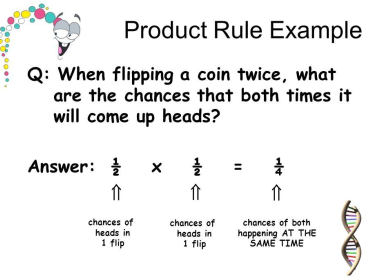 Product Rule Example
Q: When flipping a coin twice, what
are the chances that both times it
will come up heads?
Answer: ½ x ½ = ¼
⇑ ⇑ ⇑
chances of heads in 1 flip
chances of heads in 1 flip
chances of both happening AT THE SAME TIME